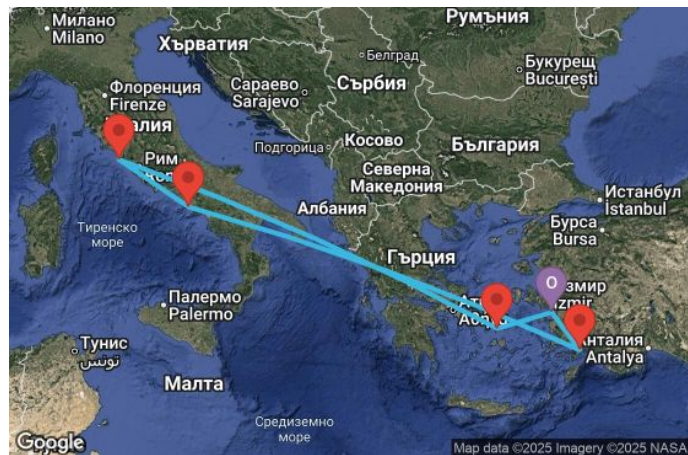 Милано
Milano
РУМЪНИЯ
ХЪРВАТИЯ
Белград
Букурещ
București
Флоренция
Firenze
Сараево
Sarajevo
СЪРБИЯ
Подгорица
КОСОВО
БЪЛГАРИЯ
Рим
СЕВЕРНА
МАКЕДОНИЯ
Истанбул
İstanbul
АЛБАНИЯ
Бурса
Bursa
Тиренско
море
ГЪРЦИЯ
O
Izmir
Палермо
Palermo
Анталия
Antalya
Тунис
تونس
МАЛТА
Средиземно
море
Google
Map data ©2025 Imagery ©2025 NASA